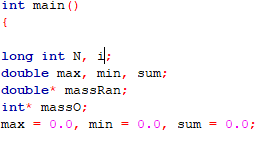 int main()
{
long int N, i;
double max, min, sum;
double* massRan;
int* massO;
max = 0.0, min = 0.0, sum = 0.0;